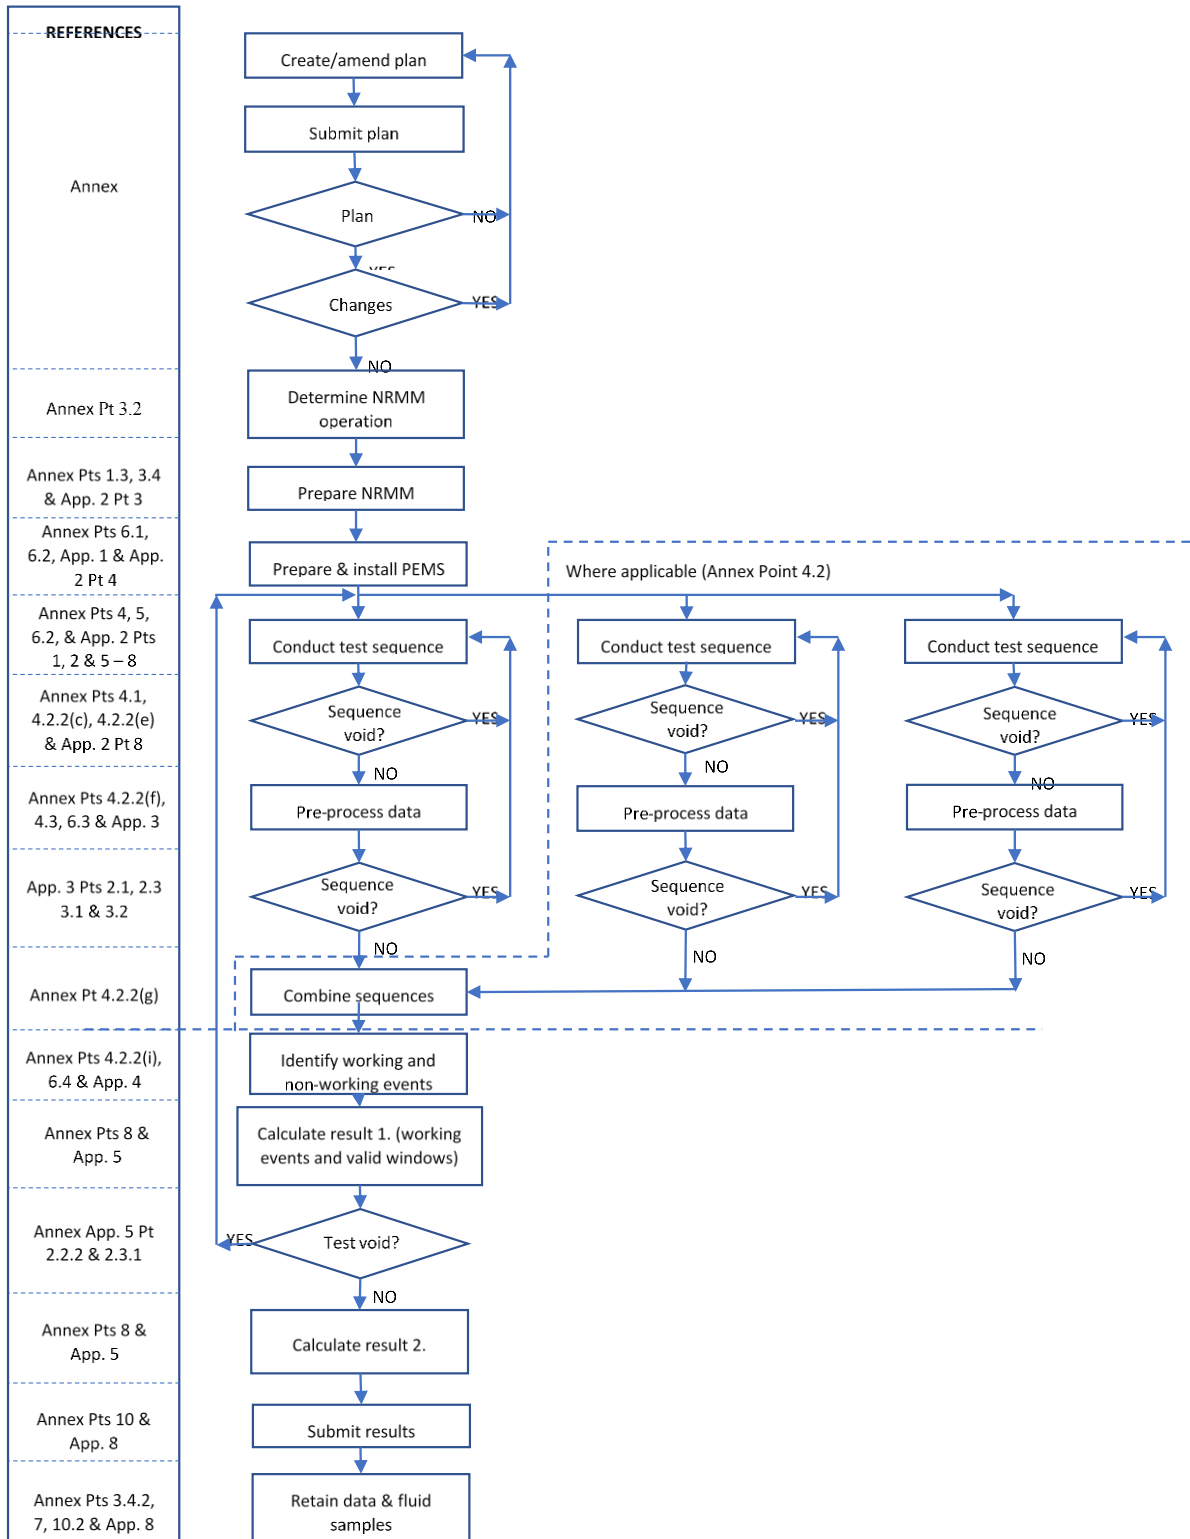 REFERENCES
Annex
Annex Pt 3.2
Annex Pts 1.3, 3.4
& App. 2 Pt 3
Annex Pts 6.1,
6.2, App. 1 & App.
2 Pt 4
Annex Pts 4, 5,
6.2, & App. 2 Pts
1, 2 & 5 – 8
Annex Pts 4.1,
4.2.2(c), 4.2.2(e)
& App. 2 Pt 8
Annex Pts 4.2.2(f),
4.3, 6.3 & App. 3
App. 3 Pts 2.1, 2.3
3.1 & 3.2
Annex Pt 4.2.2(g)
Annex Pts 4.2.2(i),
6.4 & App. 4
Annex Pts 8 &
App. 5
Annex App. 5 Pt
2.2.2 & 2.3.1
Annex Pts 8 &
App. 5
Annex Pts 10 &
App. 8
Annex Pts 3.4.2,
7, 10.2 & App. 8
Create/amend plan
Submit plan
Plan
NO
YES
Changes
YES
NO
Determine NRMM
operation
Prepare NRMM
Prepare & install PEMS
Where applicable (Annex Point 4.2)
Conduct test sequence
Sequence
void?
YES
NO
Pre-process data
Sequence
void?
YES
NO
Conduct test sequence
Sequence
void?
YES
NO
Pre-process data
Sequence
void?
YES
NO
Conduct test sequence
Sequence
void?
YES
NO
Pre-process data
Sequence
void?
YES
NO
Combine sequences
Identify working and
non-working events
Calculate result 1. (working
events and valid windows)
Test void?
YES
NO
Calculate result 2.
Submit results
Retain data & fluid
samples